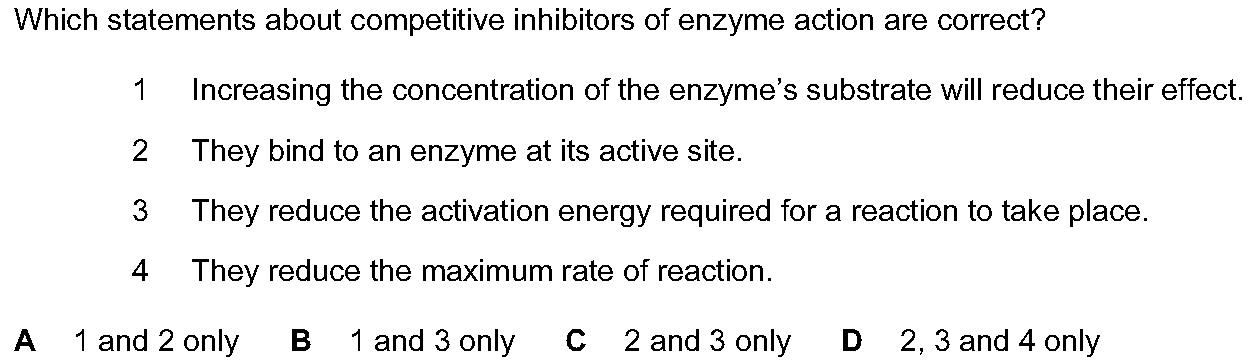 Which statements about competitive inhibitors of enzyme action are correct?
1 Increasing the concentration of the enzyme's substrate will reduce their effect.
2 They bind to an enzyme at its active site.
3 They reduce the activation energy required for a reaction to take place.
4 They reduce the maximum rate of reaction.
A 1 and 2 only B 1 and 3 only C 2 and 3 only D 2, 3 and 4 only